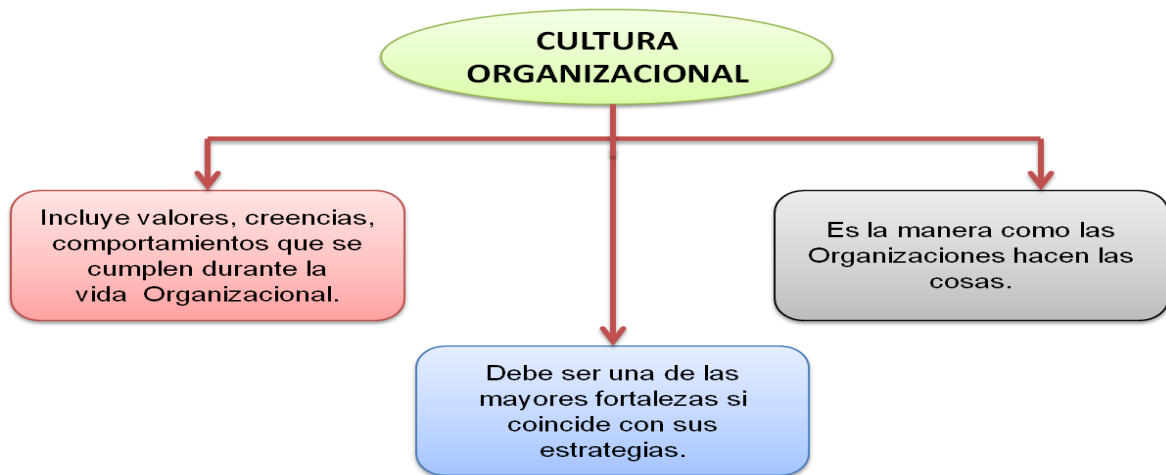 CULTURA
ORGANIZACIONAL
Incluye valores, creencias,
comportamientos que se
cumplen durante la
vida Organizacional.
Es la manera como las
Organizaciones hacen las
cosas.
Debe ser una de las
mayores fortalezas si
coincide con sus
estrategias.